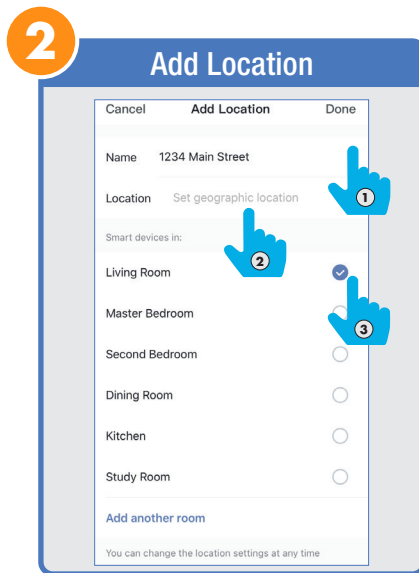 2
Add Location
Cancel Add Location Done
Name 1234 Main Street
1
Location Set geographic location
2
Smart devices in:
Living Room
3
Master Bedroom
Second Bedroom
Dining Room
Kitchen
Study Room
Add another room
You can change the location settings at any time